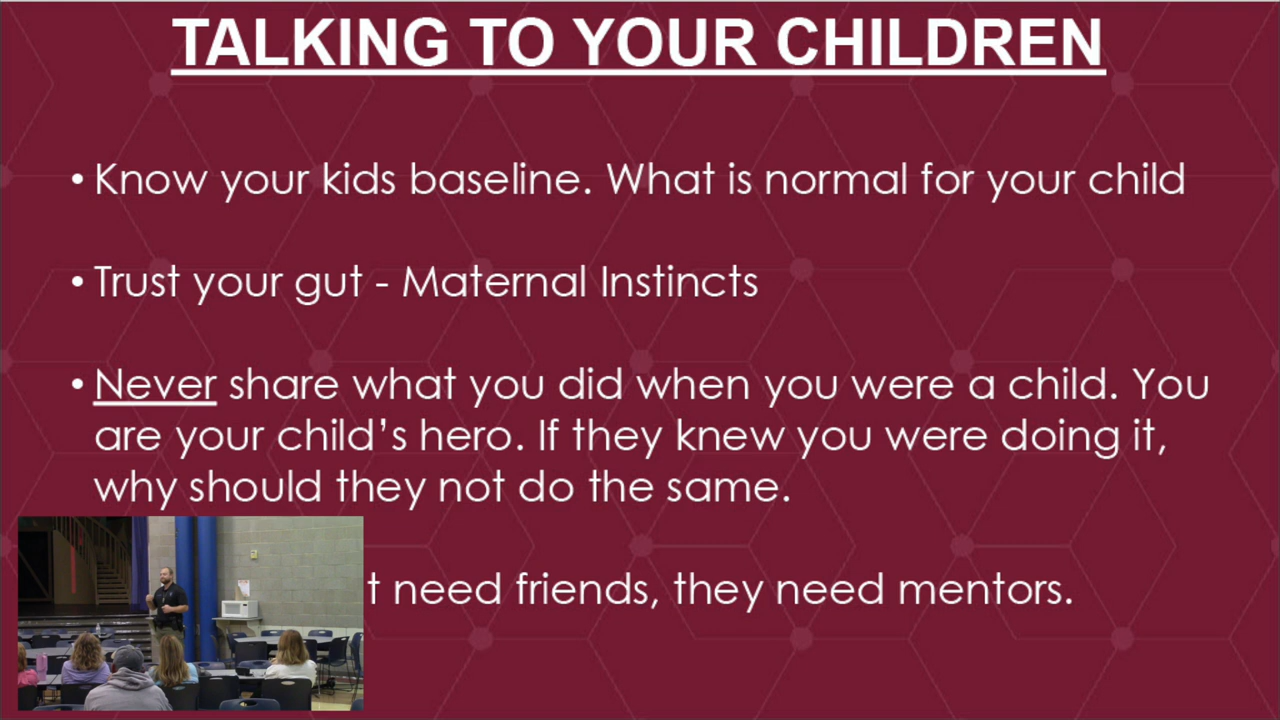 TALKING TO YOUR CHILDREN
• Know your kids baseline. What is normal for your child
• Trust your gut - Maternal Instincts
• Never share what you did when you were a child. You
are your child’s hero. If they knew you were doing it,
why should they not do the same.
t need friends, they need mentors.